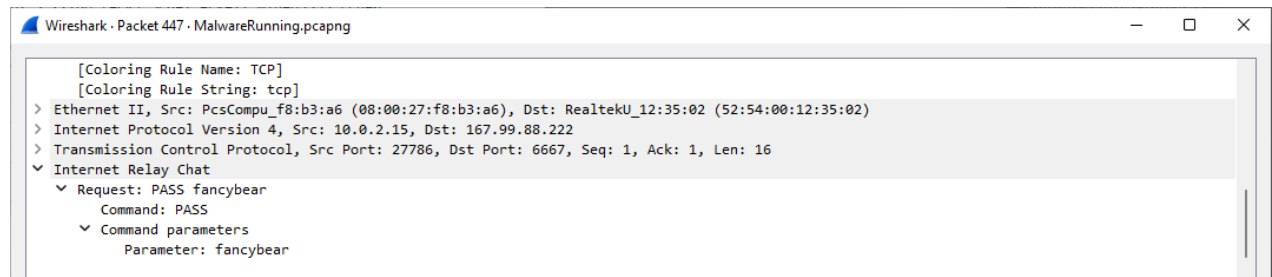 Wireshark · Packet 447 · MalwareRunning.pcapng
[Coloring Rule Name: TCP]
[Coloring Rule String: tcp]
Ethernet II, Src: PcsCompu_f8:b3:a6 (08:00:27:f8:b3:a6), Dst: RealtekU_12:35:02 (52:54:00:12:35:02)
Internet Protocol Version 4, Src: 10.0.2.15, Dst: 167.99.88.222
Transmission Control Protocol, Src Port: 27786, Dst Port: 6667, Seq: 1, Ack: 1, Len: 16
Internet Relay Chat
Request: PASS fancybear
Command: PASS
Command parameters
Parameter: fancybear